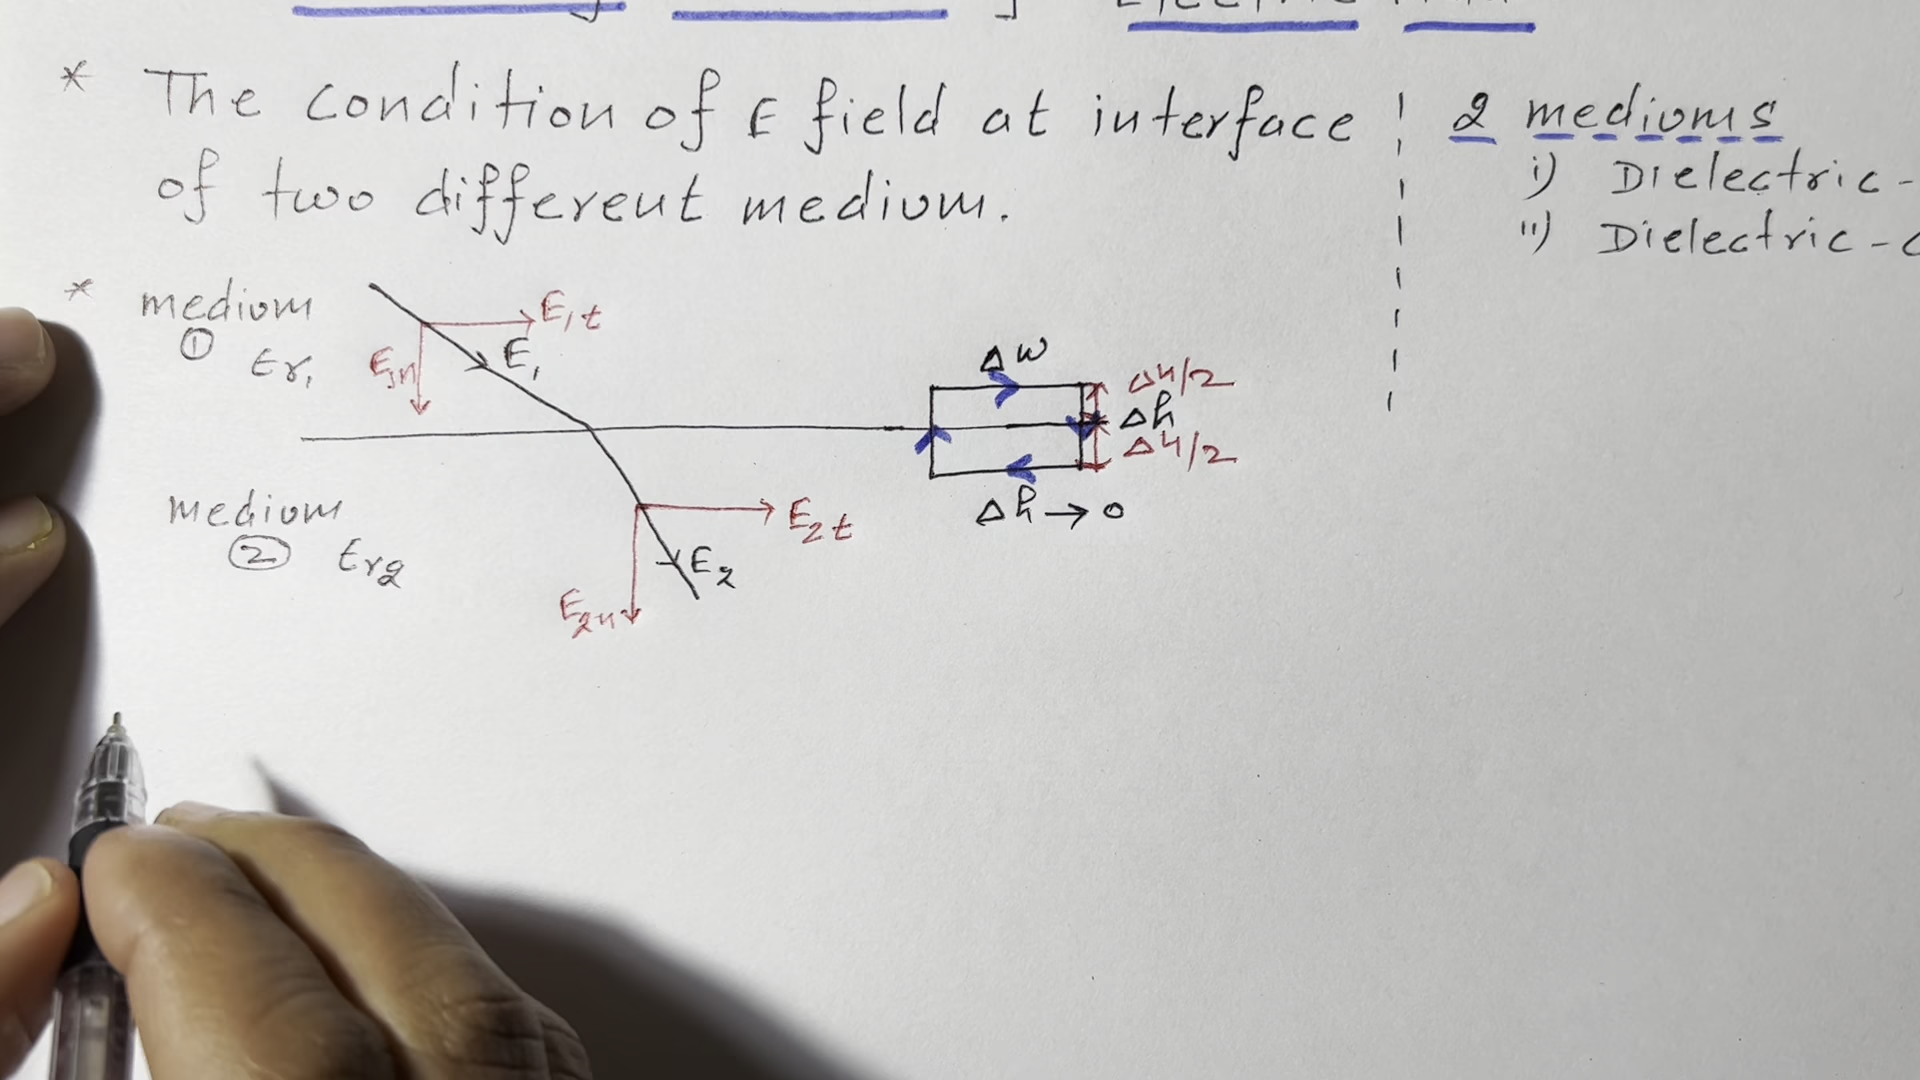 Electric
* The condition of E field at interface
of two different medium.
2 mediums
i) Dielectric -
ii) Dielectric -
* medium
① εr₁
E₁t
E₁
E₁n
medium
② εr₂
E₂t
E₂
E₂n
Δw
Δh/2
Δh
Δh/2
Δh → 0